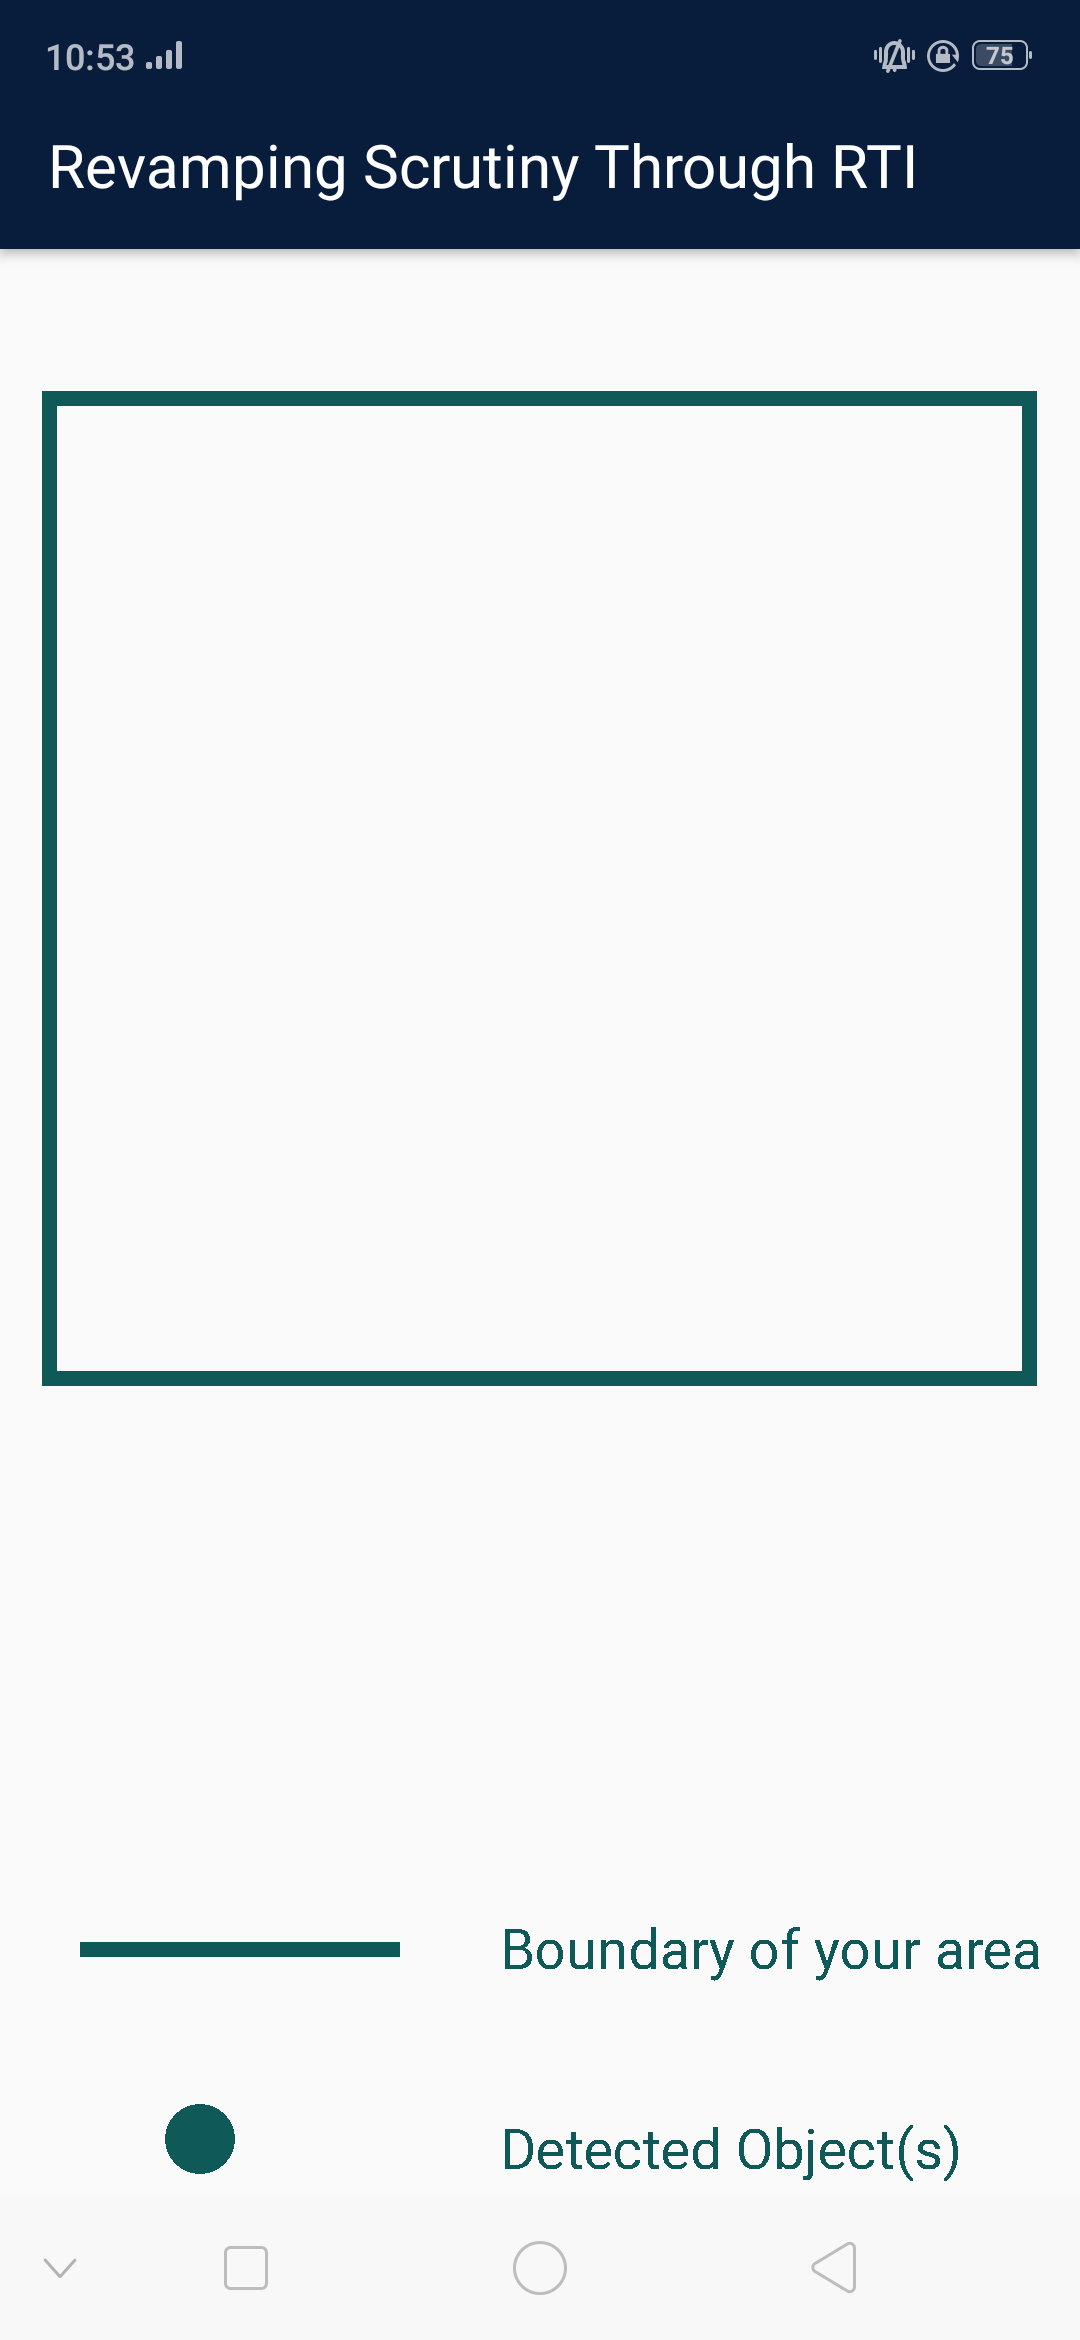 10:53
75
Revamping Scrutiny Through RTI
Boundary of your area
Detected Object(s)